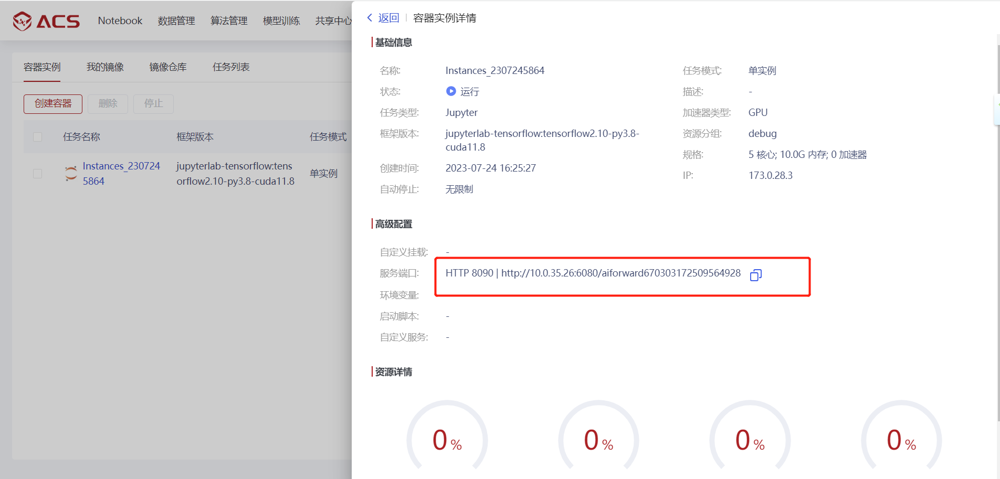 ACS
Notebook 数据管理 算法管理 模型训练 共享中心
容器实例 我的镜像 镜像仓库 任务列表
创建容器 删除 停止
任务名称 框架版本 任务模式
Instances_230724
5864
jupyterlab-tensorflow:tens
orflow2.10-py3.8-cuda11.8
单实例
返回 容器实例详情
基础信息
名称: Instances_2307245864
状态: 运行
任务类型: Jupyter
框架版本: jupyterlab-tensorflow:tensorflow2.10-py3.8-
cuda11.8
创建时间: 2023-07-24 16:25:27
自动停止: 无限制
任务模式: 单实例
描述: -
加速器类型: GPU
资源分组: debug
规格: 5 核心; 10.0G 内存; 0 加速器
IP: 173.0.28.3
高级配置
自定义挂载: -
服务端口: HTTP 8090 | http://10.0.35.26:6080/aiforward670303172509564928
环境变量:
启动脚本: -
自定义服务: -
资源详情
0 % 0 % 0 % 0 %